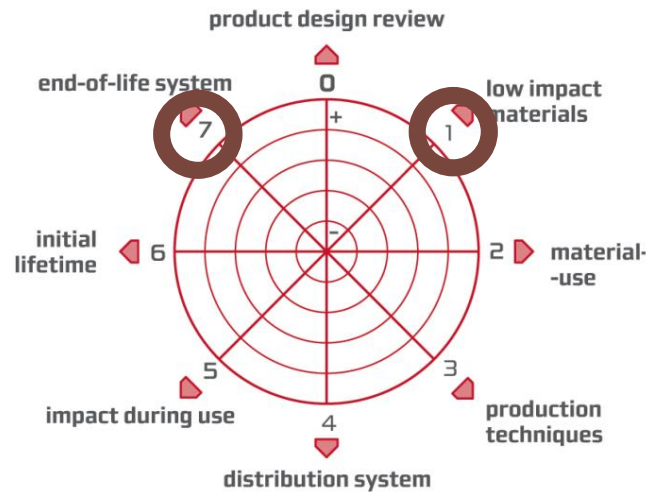 product design review
0
end-of-life system
low impact
materials
7
+
1
-
initial
lifetime
6
2
material-
-use
5
3
impact during use
4
production
techniques
distribution system